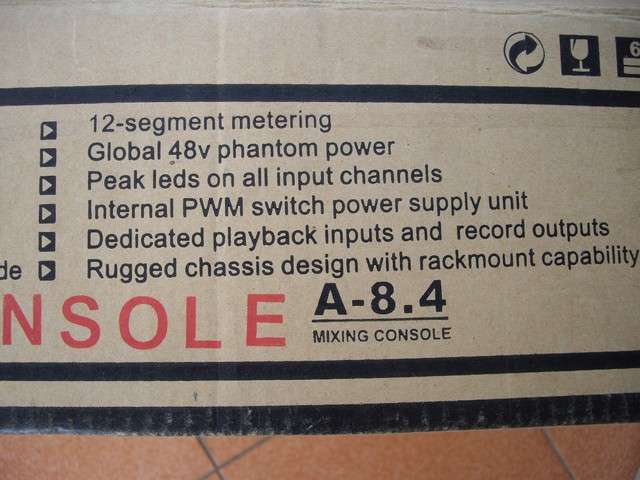 6
12-segment metering
Global 48v phantom power
Peak leds on all input channels
Internal PWM switch power supply unit
Dedicated playback inputs and record outputs
de Rugged chassis design with rackmount capability
NSOLE A-8.4
MIXING CONSOLE